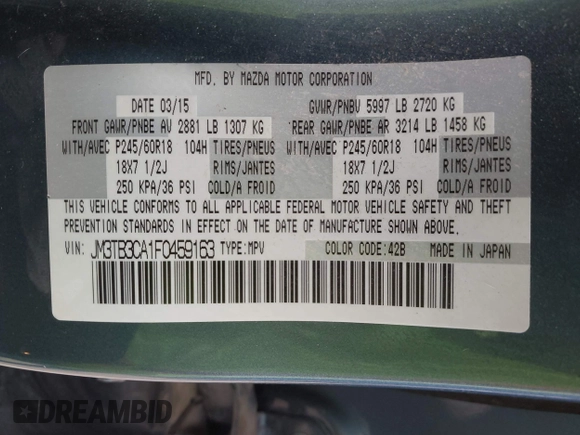 MFD. BY MAZDA MOTOR CORPORATION
DATE 03/15 GVWR/PNBV 5997 LB 2720 KG
FRONT GAWR/PNBE AV 2881 LB 1307 KG REAR GAWR/PNBE AR 3214 LB 1458 KG
WITH/AVEC P245/60R18 104H TIRES/PNEUS WITH/AVEC P245/60R18 104H TIRES/PNEUS
18X7 1/2J RIMS/JANTES 18X7 1/2J RIMS/JANTES
250 KPA/36 PSI COLD/A FROID 250 KPA/36 PSI COLD/A FROID
THIS VEHICLE CONFORMS TO ALL APPLICABLE FEDERAL MOTOR VEHICLE SAFETY AND THEFT
PREVENTION STANDARDS IN EFFECT ON THE DATE OF MANUFACTURE SHOWN ABOVE.
VIN: JM3TB3CA1F0459163 TYPE:MPV COLOR CODE:42B MADE IN JAPAN
DREAMBID